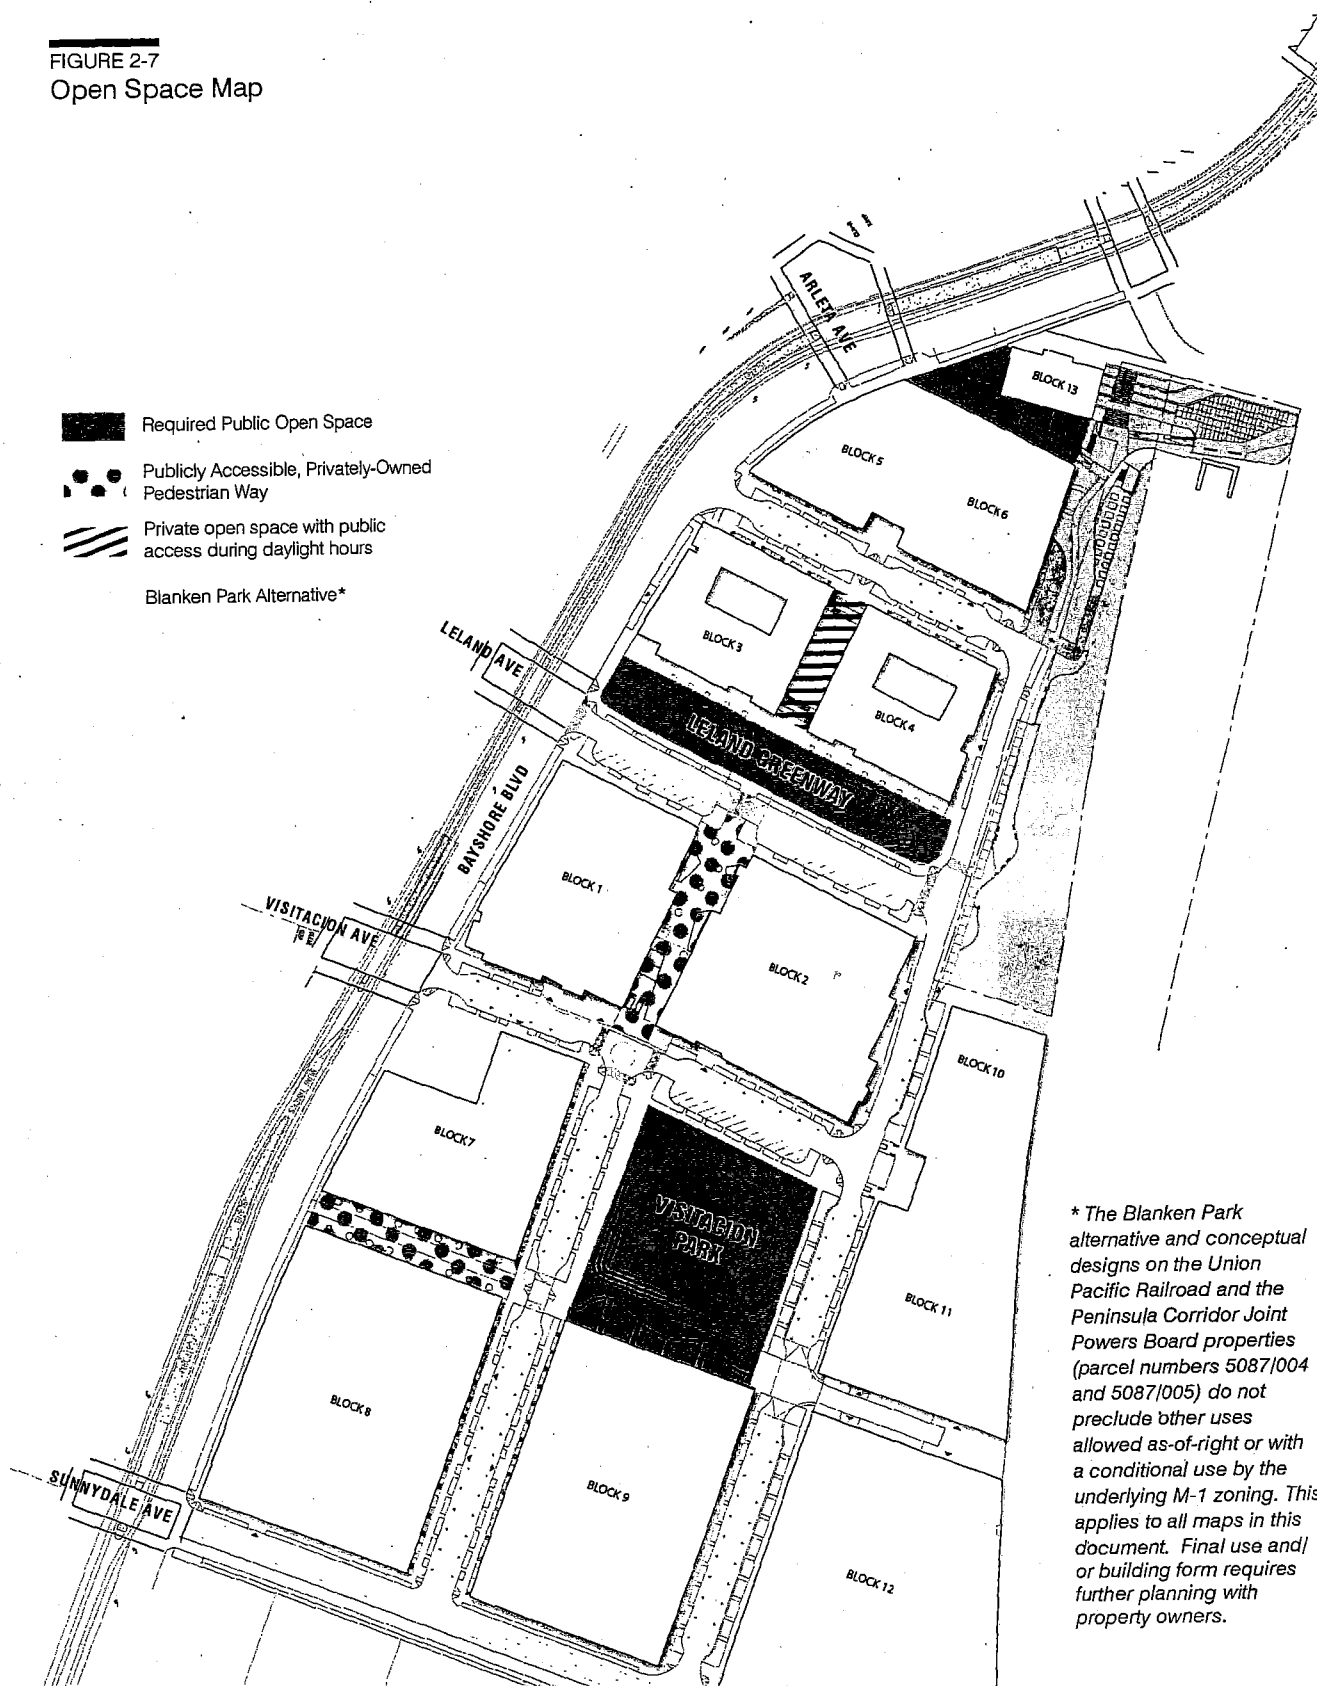 FIGURE 2-7
Open Space Map
ARLETA AVE
BLOCK 13
Required Public Open Space
Publicly Accessible, Privately-Owned
Pedestrian Way
Private open space with public
access during daylight hours
Blanken Park Alternative*
BLOCK 5
BLOCK 6
LELAND AVE
BLOCK 3
BLOCK 4
LELAND GREENWAY
BAYSHORE BLVD
BLOCK 1
VISITACION AVE
BLOCK 2
BLOCK 10
BLOCK 7
VISITACION
PARK
BLOCK 11
BLOCK 8
SUNNYDALE AVE
BLOCK 9
BLOCK 12
* The Blanken Park
alternative and conceptual
designs on the Union
Pacific Railroad and the
Peninsula Corridor Joint
Powers Board properties
(parcel numbers 5087/004
and 5087/005) do not
preclude other uses
allowed as-of-right or with
a conditional use by the
underlying M-1 zoning. This
applies to all maps in this
document. Final use and/
or building form requires
further planning with
property owners.